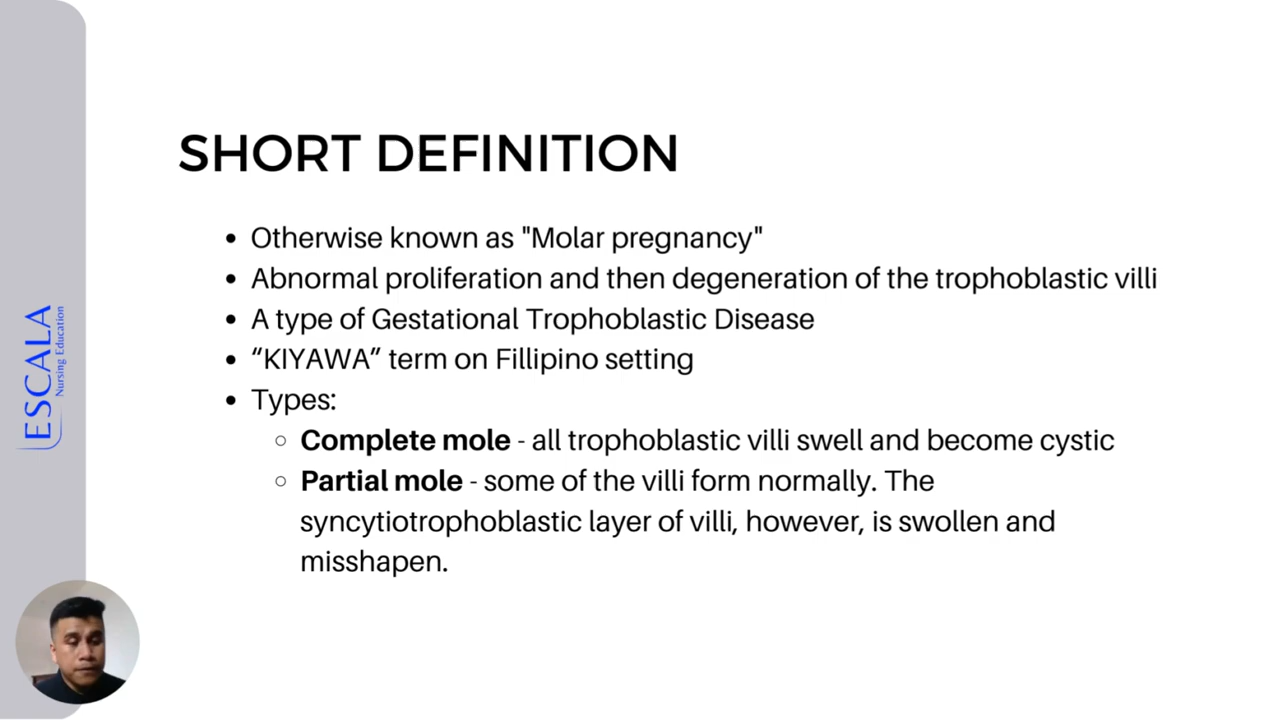 SHORT DEFINITION
• Otherwise known as "Molar pregnancy"
• Abnormal proliferation and then degeneration of the trophoblastic villi
• A type of Gestational Trophoblastic Disease
• “KIYAWA” term on Fillipino setting
• Types:
○ Complete mole - all trophoblastic villi swell and become cystic
○ Partial mole - some of the villi form normally. The
syncytiotrophoblastic layer of villi, however, is swollen and
misshapen.
ESCALA
Nursing Education